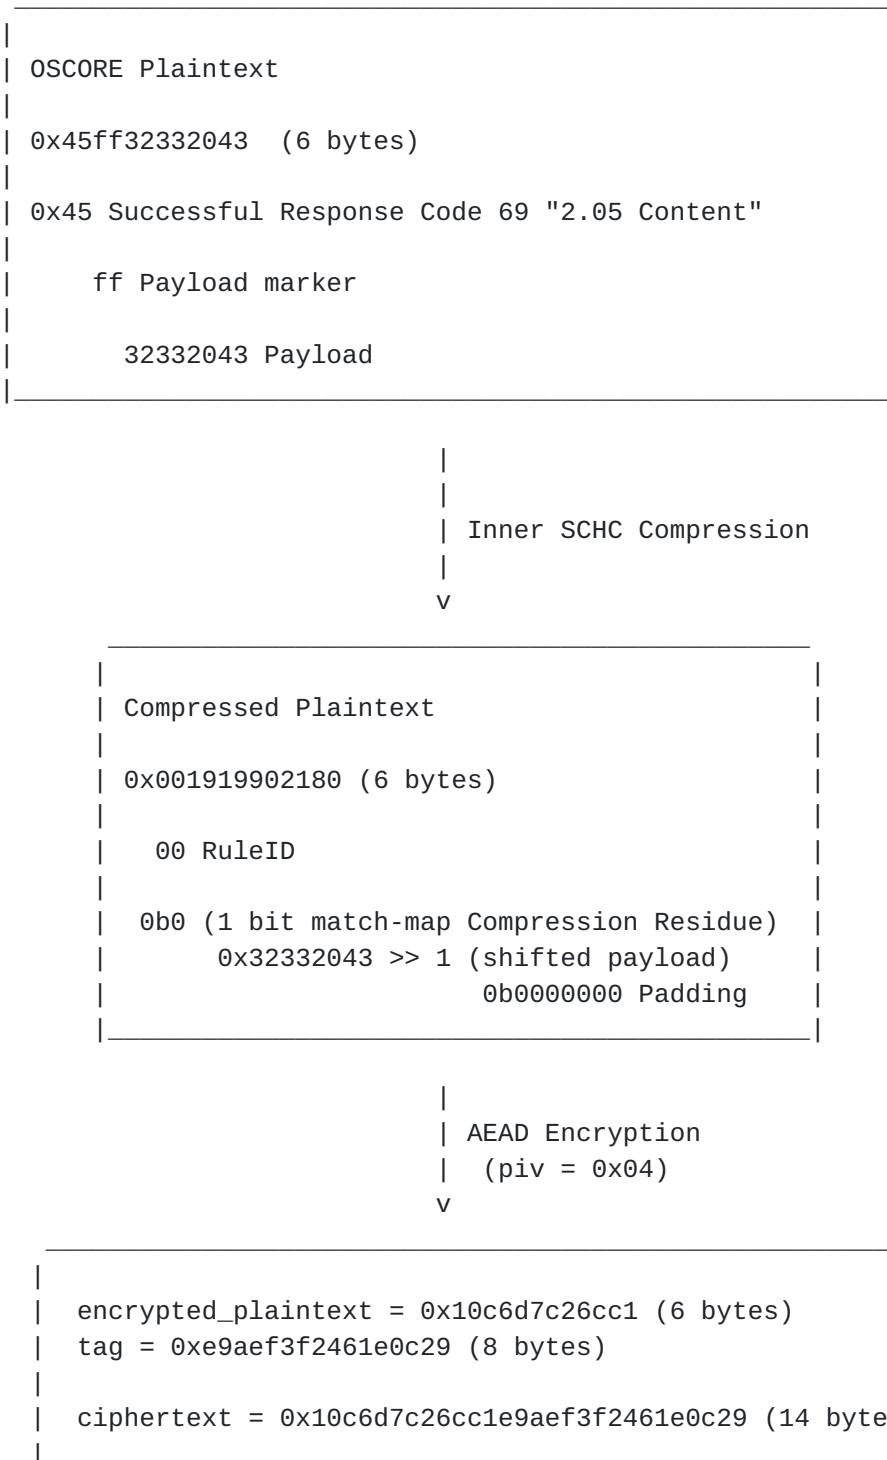 OSCORE Plaintext
0x45ff32332043  (6 bytes)
0x45 Successful Response Code 69 "2.05 Content"
ff Payload marker
32332043 Payload
Inner SCHC Compression
v
Compressed Plaintext
0x001919902180 (6 bytes)
00 RuleID
0b0 (1 bit match-map Compression Residue)
0x32332043 >> 1 (shifted payload)
0b0000000 Padding
AEAD Encryption
(piv = 0x04)
v
encrypted_plaintext = 0x10c6d7c26cc1 (6 bytes)
tag = 0xe9aef3f2461e0c29 (8 bytes)
ciphertext = 0x10c6d7c26cc1e9aef3f2461e0c29 (14 byte